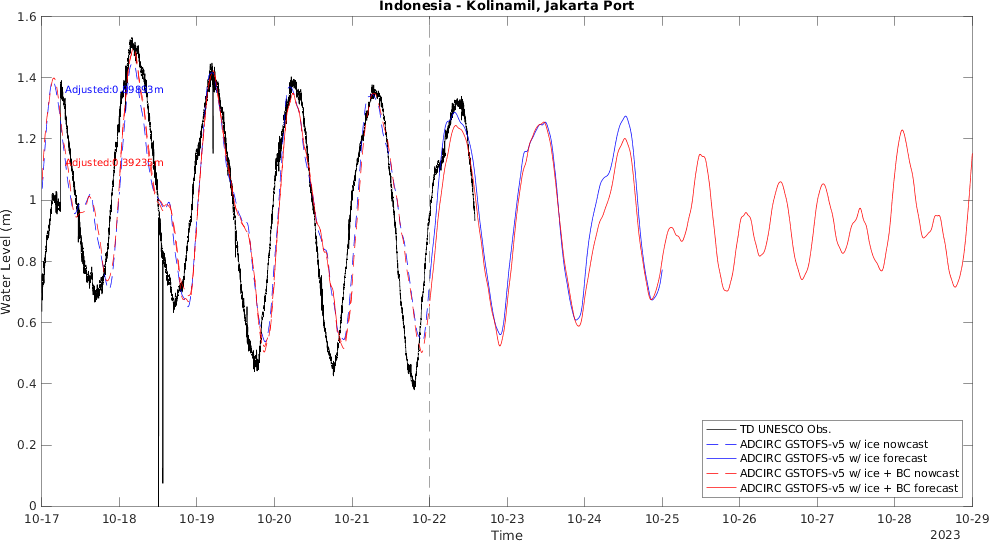 Indonesia - Kolinamil, Jakarta Port
1.6
1.4
1.2
1
0.8
0.6
0.4
0.2
0
Water Level (m)
Adjusted:0.39235m
TD UNESCO Obs.
ADCIRC GSTOFS-v5 w/ ice nowcast
ADCIRC GSTOFS-v5 w/ ice forecast
ADCIRC GSTOFS-v5 w/ ice + BC nowcast
ADCIRC GSTOFS-v5 w/ ice + BC forecast
10-17 10-18 10-19 10-20 10-21 10-22 10-23 10-24 10-25 10-26 10-27 10-28 10-29
Time
2023